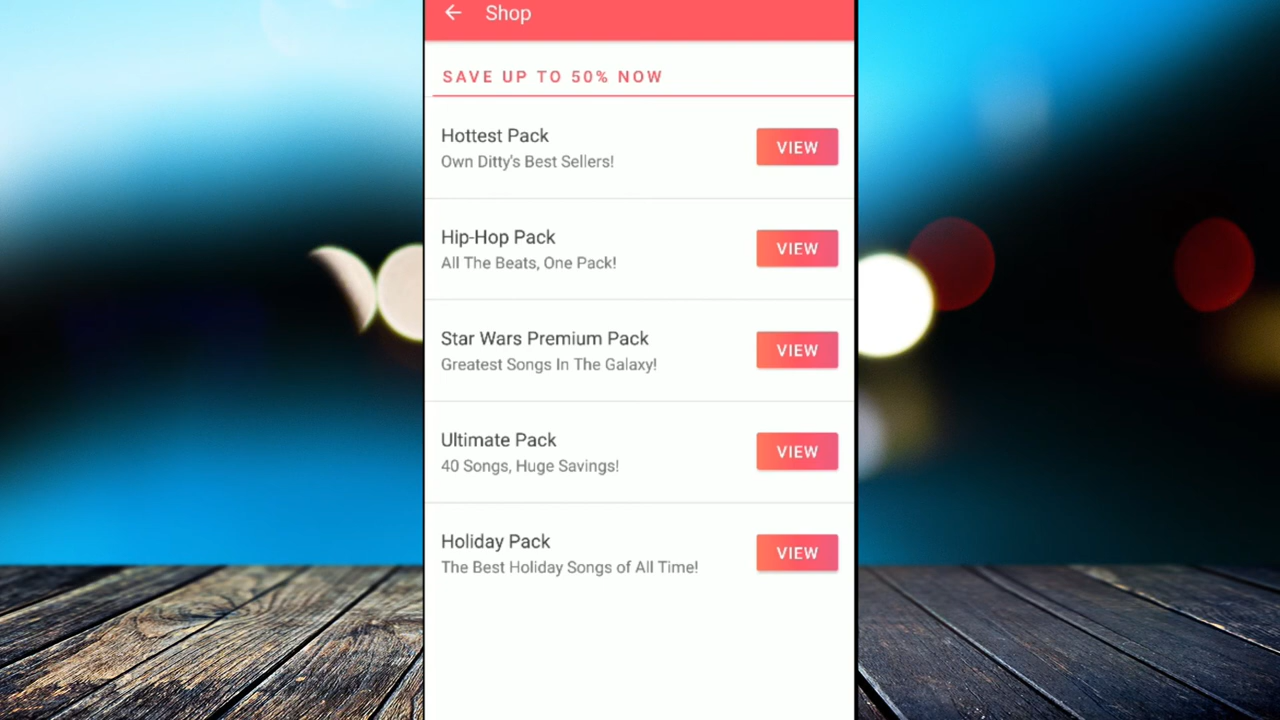 Shop
SAVE UP TO 50% NOW
Hottest Pack
Own Ditty's Best Sellers!
VIEW
Hip-Hop Pack
All The Beats, One Pack!
VIEW
Star Wars Premium Pack
Greatest Songs In The Galaxy!
VIEW
Ultimate Pack
40 Songs, Huge Savings!
VIEW
Holiday Pack
The Best Holiday Songs of All Time!
VIEW